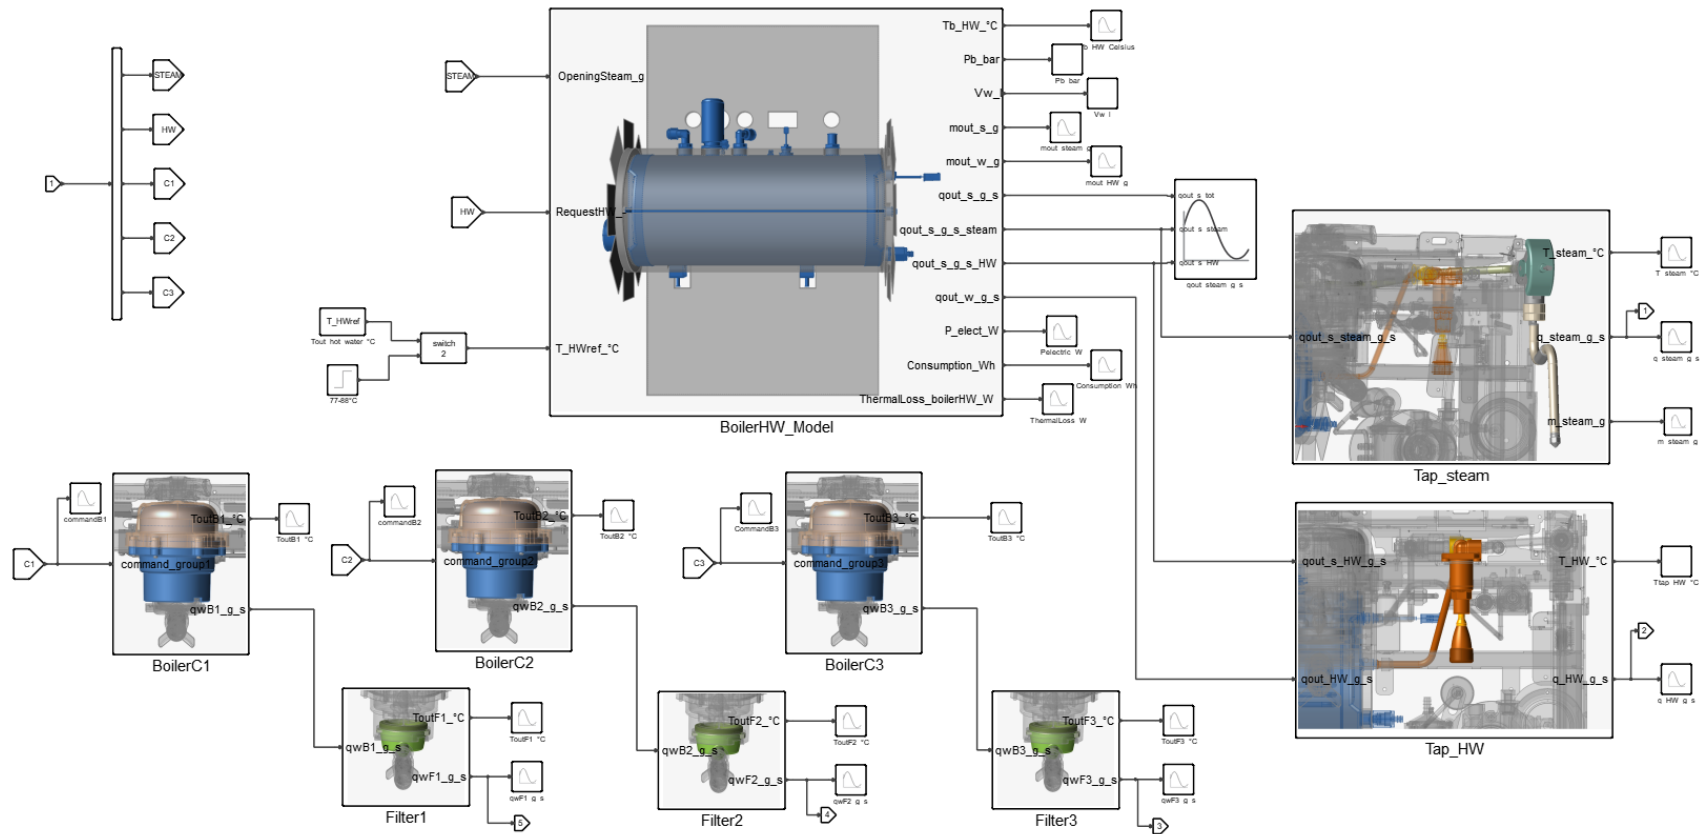 1
STEAM
HW
C1
C2
C3
STEAM
HW
T_HWref
Tout hot water °C
77-88°C
switch
2
OpeningSteam_g
RequestHW_
T_HWref_°C
Tb_HW_°C
Pb_bar
Vw_l
mout_s_g
mout_w_g
qout_s_g_s
qout_s_g_s_steam
qout_s_g_s_HW
qout_w_g_s
P_elect_W
Consumption_Wh
ThermalLoss_boilerHW_W
BoilerHW_Model
b HW Celsius
Pb bar
Vw l
mout steam g
mout HW g
qout s tot
qout s steam
qout s HW
qout steam g s
Pelectric W
Consumption Wh
ThermalLoss W
qout_s_steam_g_s
T_steam_°C
q_steam_g_s
m_steam_g
Tap_steam
T steam °C
1
q steam g s
m steam g
qout_s_HW_g_s
qout_HW_g_s
T_HW_°C
q_HW_g_s
Tap_HW
Ttap HW °C
2
q HW g s
C1
commandB1
command_group1
ToutB1_°C
qwB1_g_s
BoilerC1
ToutB1 °C
C2
commandB2
command_group2
ToutB2_°C
qwB2_g_s
BoilerC2
ToutB2 °C
C3
CommandB3
command_group3
ToutB3_°C
qwB3_g_s
BoilerC3
ToutB3 °C
qwB1_g_s
ToutF1_°C
qwF1_g_s
Filter1
ToutF1 °C
qwF1 g s
5
qwB2_g_s
ToutF2_°C
qwF2_g_s
Filter2
ToutF2 °C
qwF2 g s
4
qwB3_g_s
ToutF3_°C
qwF3_g_s
Filter3
ToutF3 °C
qwF3 g s
3